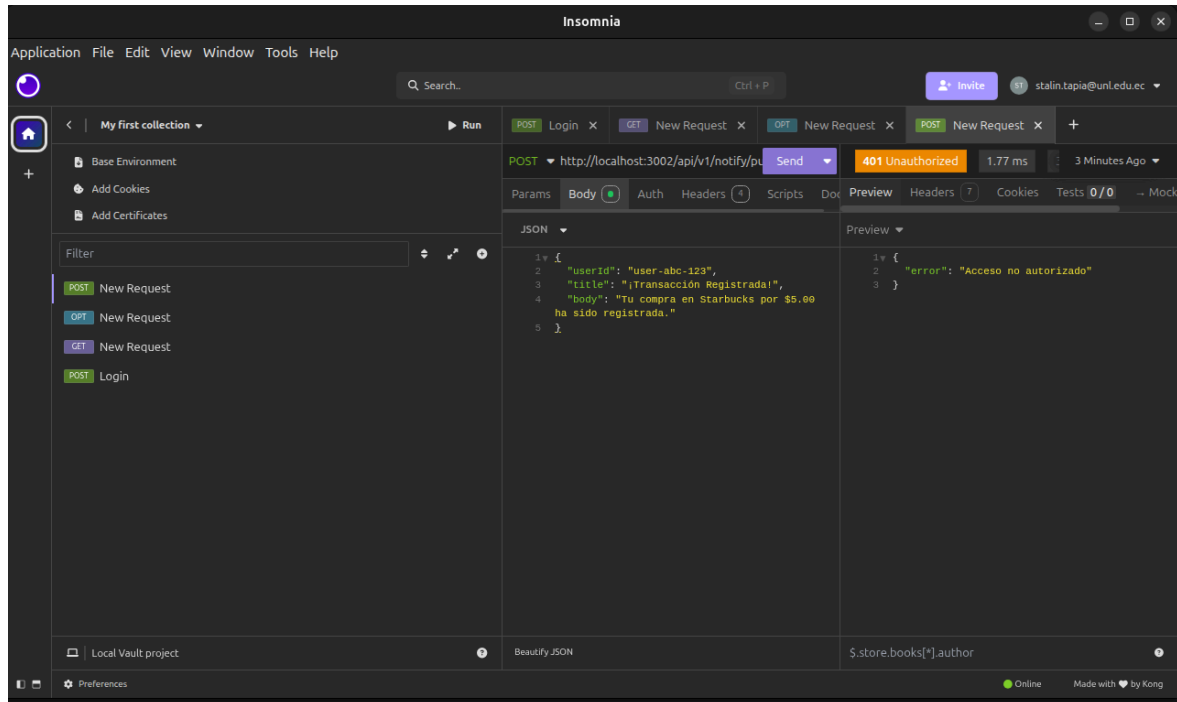 Insomnia
Application File Edit View Window Tools Help
Search.. Ctrl + P Invite ST stalin.tapia@unl.edu.ec
My first collection Run
POST Login GET New Request OPT New Request POST New Request
POST http://localhost:3002/api/v1/notify/pu Send 401 Unauthorized 1.77 ms 3 Minutes Ago
Params Body Auth Headers 4 Scripts Doc Preview Headers 7 Cookies Tests 0 / 0 → Mock
Base Environment
Add Cookies
Add Certificates
JSON
Preview
Filter
POST New Request
OPT New Request
GET New Request
POST Login
1 {
2 "userId": "user-abc-123",
3 "title": "¡Transacción Registrada!",
4 "body": "Tu compra en Starbucks por $5.00
ha sido registrada."
5 }
1 {
2 "error": "Acceso no autorizado"
3 }
Local Vault project
Beautify JSON
$.store.books[*].author
Preferences
Online Made with ♥ by Kong